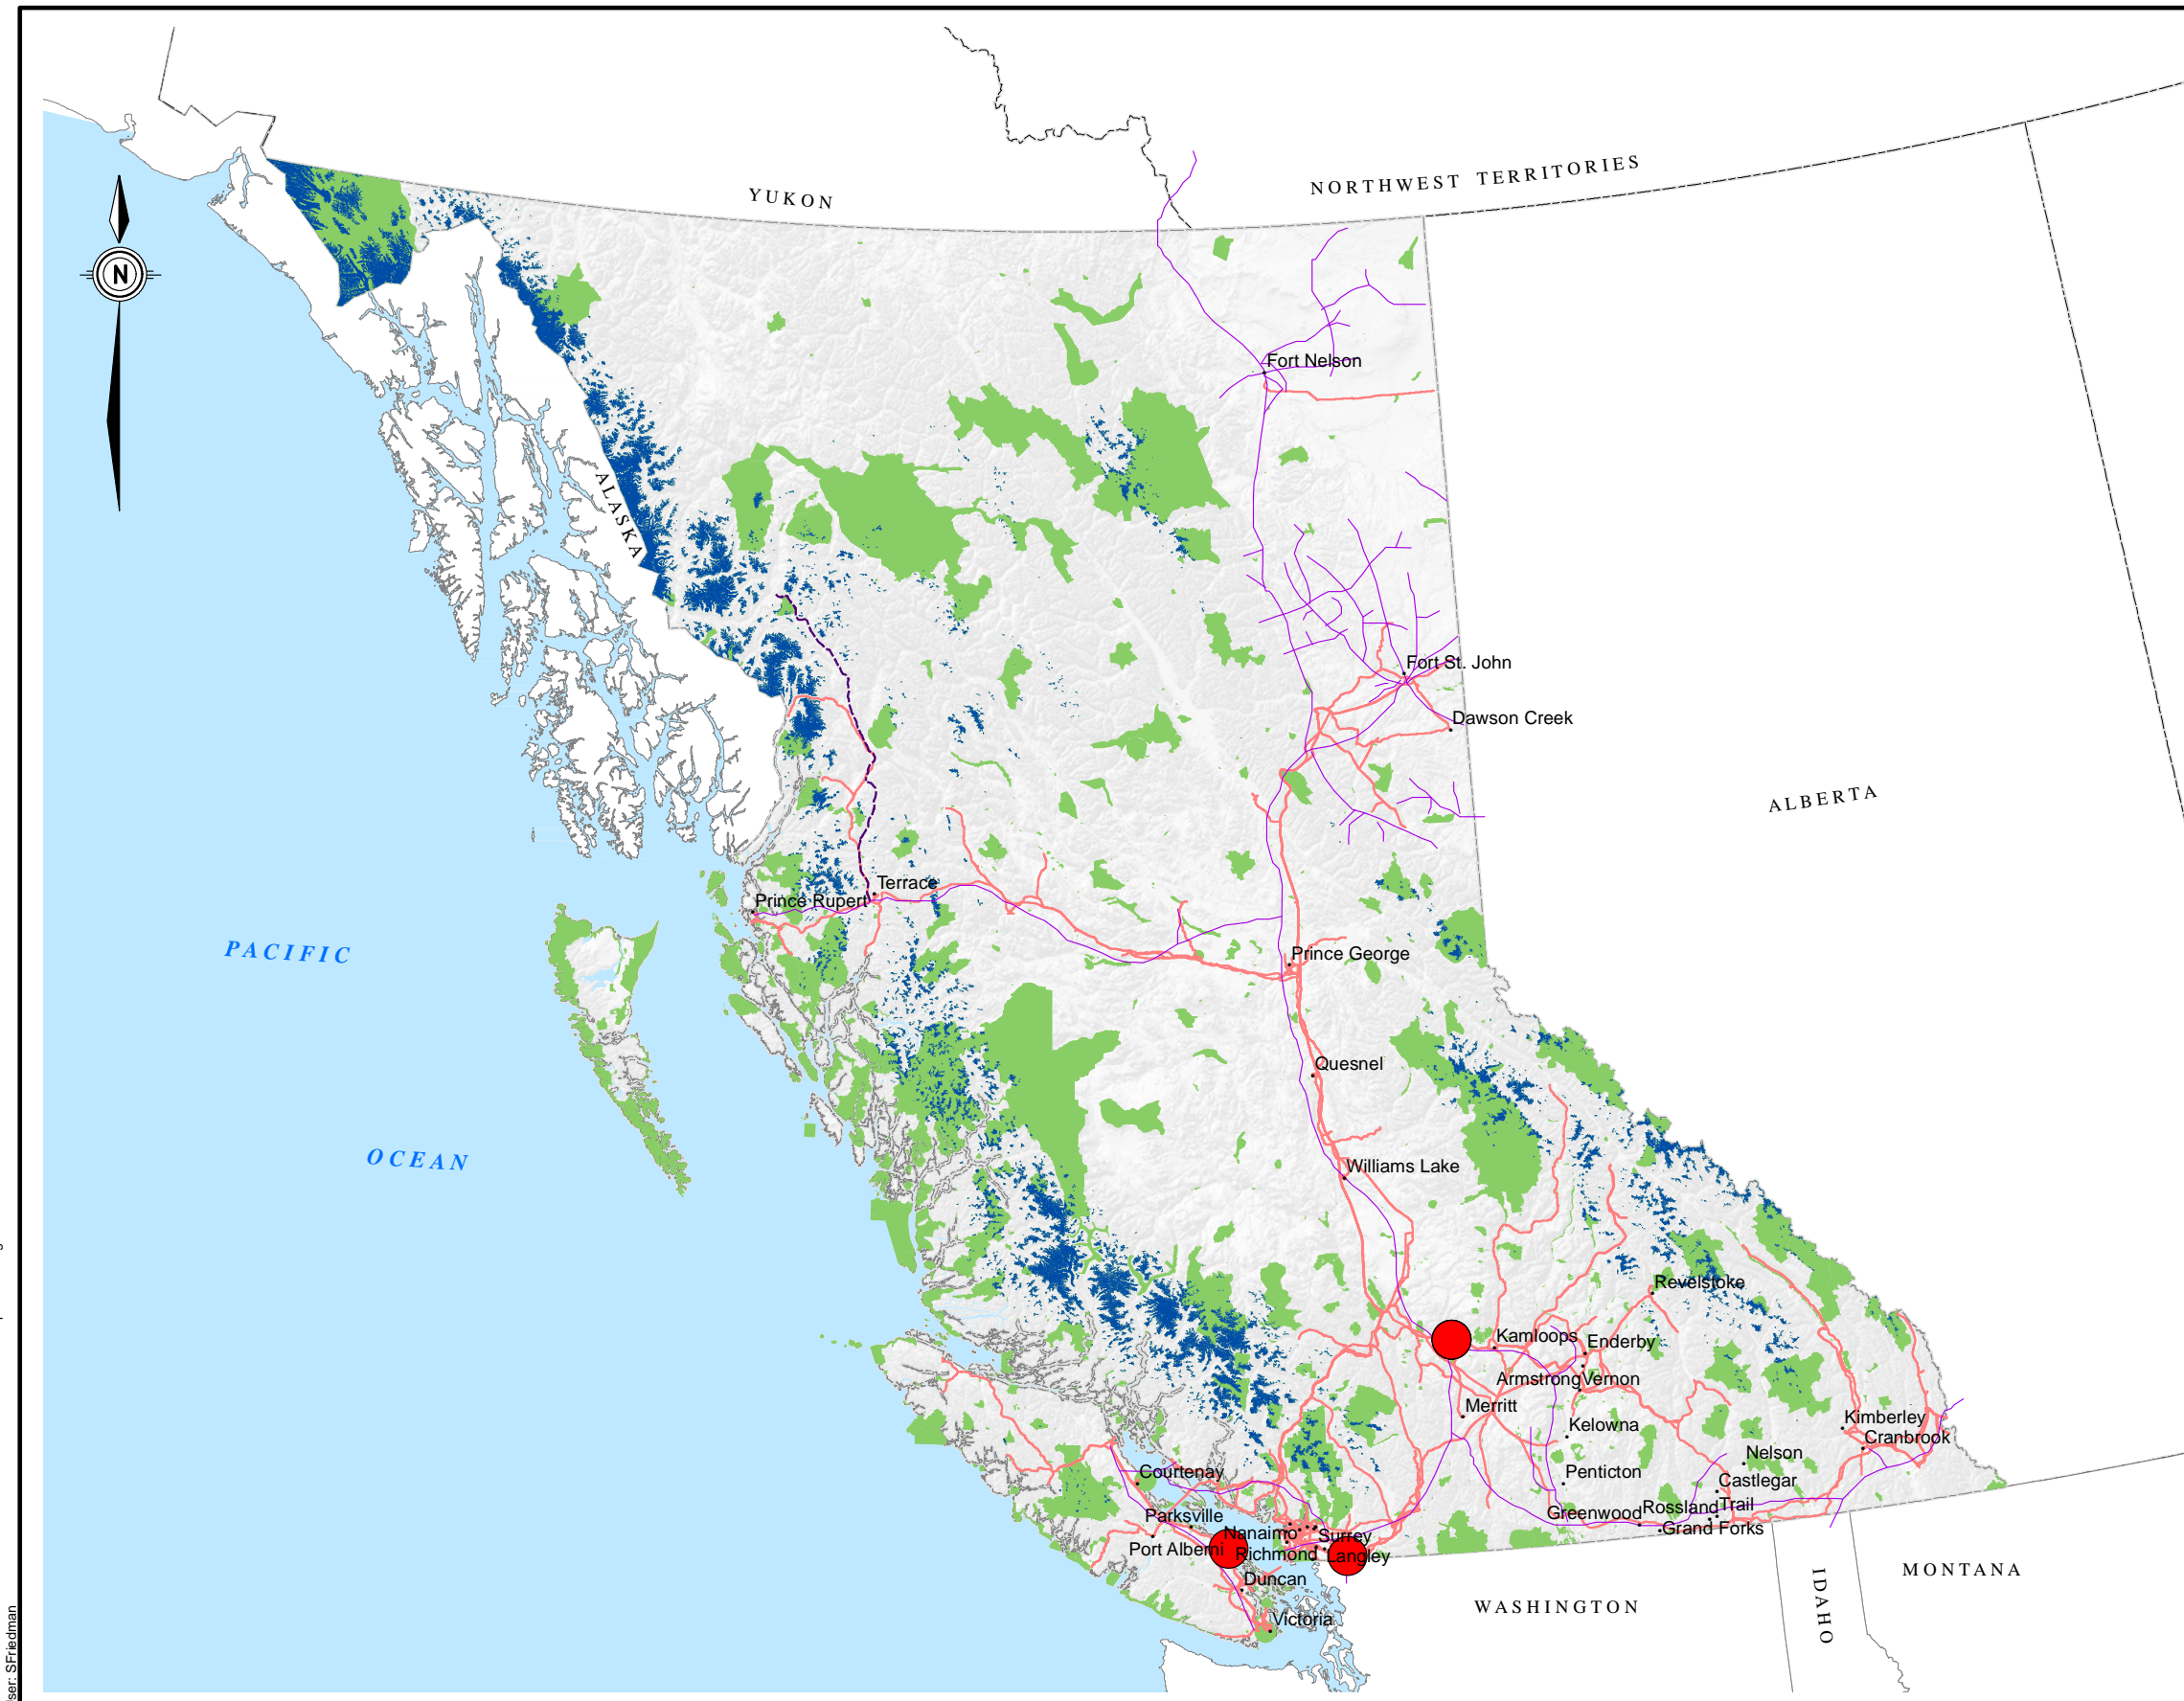 YUKON
NORTHWEST TERRITORIES
N
Fort Nelson
ALASKA
Fort St. John
Dawson Creek
ALBERTA
Terrace
Prince Rupert
PACIFIC
Prince George
Quesnel
OCEAN
Williams Lake
Revelstoke
Kamloops
Enderby
Armstrong
Vernon
Merritt
Kelowna
Kimberley
Cranbrook
Nelson
Courtenay
Penticton
Castlegar
Parksville
Greenwood
Rossland
Trail
Nanaimo
Surrey
Grand Forks
Port Alberni
Richmond
Langley
Duncan
MONTANA
IDAHO
WASHINGTON
Victoria
ser: SFriedman